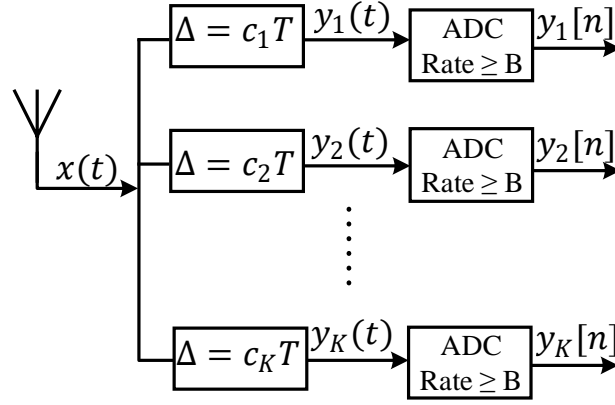 x(t)
Δ = c₁T
y₁(t)
ADC
Rate ≥ B
y₁[n]
Δ = c₂T
y₂(t)
ADC
Rate ≥ B
y₂[n]
Δ = c_KT
y_K(t)
ADC
Rate ≥ B
y_K[n]